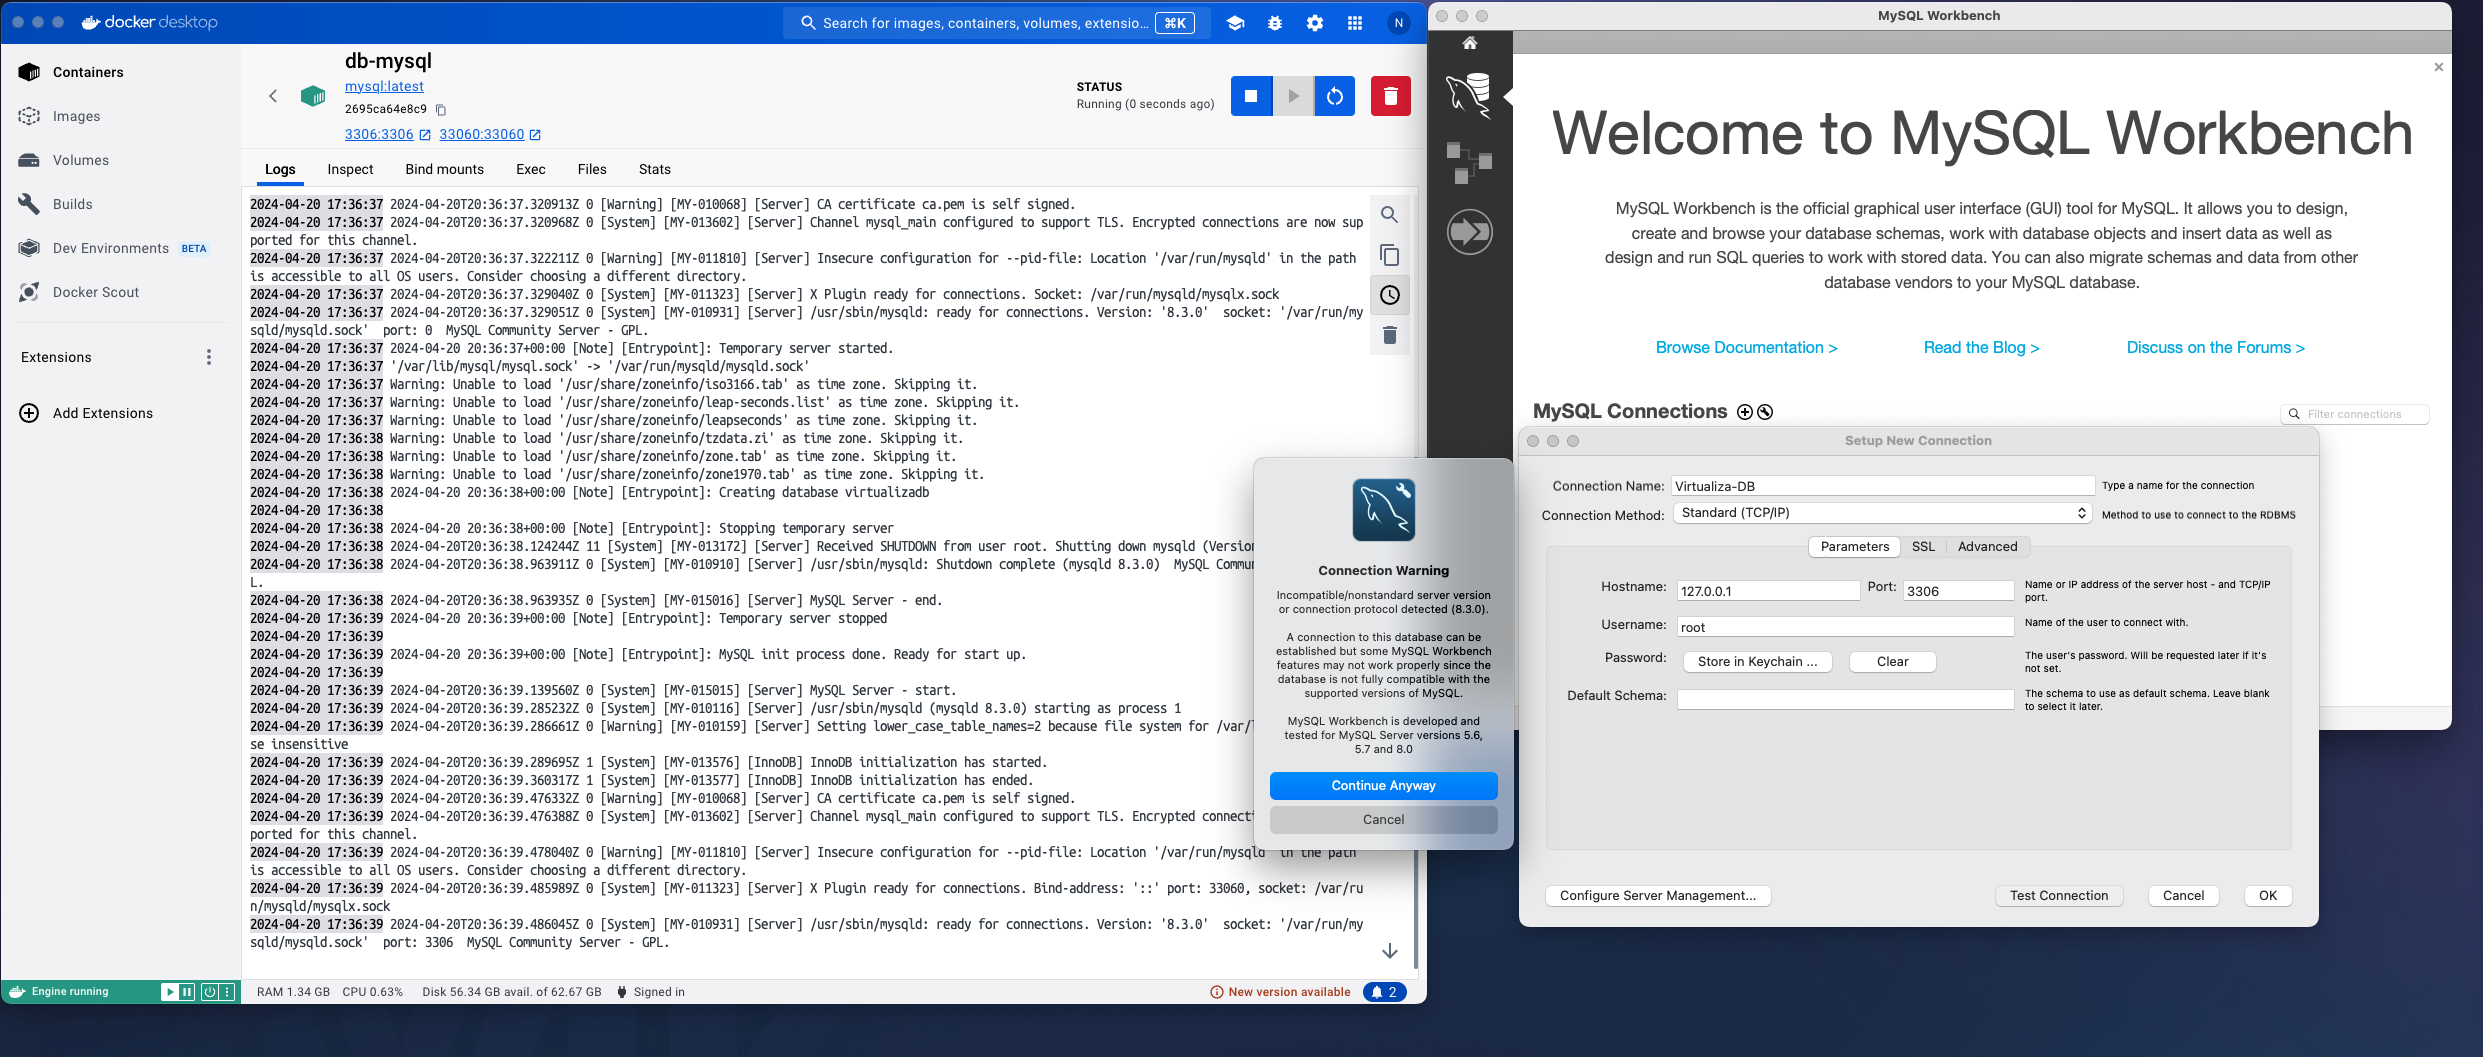 docker desktop
Search for images, containers, volumes, extensio... ⌘K
N
Containers
Images
Volumes
Builds
Dev Environments BETA
Docker Scout
Extensions
Add Extensions
db-mysql
mysql:latest
2695ca64e8c9
3306:3306 33060:33060
STATUS
Running (0 seconds ago)
Logs Inspect Bind mounts Exec Files Stats
2024-04-20 17:36:37 2024-04-20T20:36:37.320913Z 0 [Warning] [MY-010068] [Server] CA certificate ca.pem is self signed.
2024-04-20 17:36:37 2024-04-20T20:36:37.320968Z 0 [System] [MY-013602] [Server] Channel mysql_main configured to support TLS. Encrypted connections are now sup
ported for this channel.
2024-04-20 17:36:37 2024-04-20T20:36:37.322211Z 0 [Warning] [MY-011810] [Server] Insecure configuration for --pid-file: Location '/var/run/mysqld' in the path
is accessible to all OS users. Consider choosing a different directory.
2024-04-20 17:36:37 2024-04-20T20:36:37.329040Z 0 [System] [MY-011323] [Server] X Plugin ready for connections. Socket: /var/run/mysqld/mysqlx.sock
2024-04-20 17:36:37 2024-04-20T20:36:37.329051Z 0 [System] [MY-010931] [Server] /usr/sbin/mysqld: ready for connections. Version: '8.3.0'  socket: '/var/run/my
sqld/mysqld.sock'  port: 0  MySQL Community Server - GPL.
2024-04-20 17:36:37 2024-04-20 20:36:37+00:00 [Note] [Entrypoint]: Temporary server started.
2024-04-20 17:36:37 '/var/lib/mysql/mysql.sock' -> '/var/run/mysqld/mysqld.sock'
2024-04-20 17:36:37 Warning: Unable to load '/usr/share/zoneinfo/iso3166.tab' as time zone. Skipping it.
2024-04-20 17:36:37 Warning: Unable to load '/usr/share/zoneinfo/leap-seconds.list' as time zone. Skipping it.
2024-04-20 17:36:37 Warning: Unable to load '/usr/share/zoneinfo/leapseconds' as time zone. Skipping it.
2024-04-20 17:36:38 Warning: Unable to load '/usr/share/zoneinfo/tzdata.zi' as time zone. Skipping it.
2024-04-20 17:36:38 Warning: Unable to load '/usr/share/zoneinfo/zone.tab' as time zone. Skipping it.
2024-04-20 17:36:38 Warning: Unable to load '/usr/share/zoneinfo/zone1970.tab' as time zone. Skipping it.
2024-04-20 17:36:38 2024-04-20 20:36:38+00:00 [Note] [Entrypoint]: Creating database virtualizadb
2024-04-20 17:36:38
2024-04-20 17:36:38 2024-04-20 20:36:38+00:00 [Note] [Entrypoint]: Stopping temporary server
2024-04-20 17:36:38 2024-04-20T20:36:38.124244Z 11 [System] [MY-013172] [Server] Received SHUTDOWN from user root. Shutting down mysqld (Version
2024-04-20 17:36:38 2024-04-20T20:36:38.963911Z 0 [System] [MY-010910] [Server] /usr/sbin/mysqld: Shutdown complete (mysqld 8.3.0)  MySQL Commu
L.
2024-04-20 17:36:38 2024-04-20T20:36:38.963935Z 0 [System] [MY-015016] [Server] MySQL Server - end.
2024-04-20 17:36:39 2024-04-20 20:36:39+00:00 [Note] [Entrypoint]: Temporary server stopped
2024-04-20 17:36:39
2024-04-20 17:36:39 2024-04-20 20:36:39+00:00 [Note] [Entrypoint]: MySQL init process done. Ready for start up.
2024-04-20 17:36:39
2024-04-20 17:36:39 2024-04-20T20:36:39.139560Z 0 [System] [MY-015015] [Server] MySQL Server - start.
2024-04-20 17:36:39 2024-04-20T20:36:39.285232Z 0 [System] [MY-010116] [Server] /usr/sbin/mysqld (mysqld 8.3.0) starting as process 1
2024-04-20 17:36:39 2024-04-20T20:36:39.286661Z 0 [Warning] [MY-010159] [Server] Setting lower_case_table_names=2 because file system for /var/
se insensitive
2024-04-20 17:36:39 2024-04-20T20:36:39.289695Z 1 [System] [MY-013576] [InnoDB] InnoDB initialization has started.
2024-04-20 17:36:39 2024-04-20T20:36:39.360317Z 1 [System] [MY-013577] [InnoDB] InnoDB initialization has ended.
2024-04-20 17:36:39 2024-04-20T20:36:39.476332Z 0 [Warning] [MY-010068] [Server] CA certificate ca.pem is self signed.
2024-04-20 17:36:39 2024-04-20T20:36:39.476388Z 0 [System] [MY-013602] [Server] Channel mysql_main configured to support TLS. Encrypted connecti
ported for this channel.
2024-04-20 17:36:39 2024-04-20T20:36:39.478040Z 0 [Warning] [MY-011810] [Server] Insecure configuration for --pid-file: Location '/var/run/mysqld' in the path
is accessible to all OS users. Consider choosing a different directory.
2024-04-20 17:36:39 2024-04-20T20:36:39.485989Z 0 [System] [MY-011323] [Server] X Plugin ready for connections. Bind-address: '::' port: 33060, socket: /var/ru
n/mysqld/mysqlx.sock
2024-04-20 17:36:39 2024-04-20T20:36:39.486045Z 0 [System] [MY-010931] [Server] /usr/sbin/mysqld: ready for connections. Version: '8.3.0'  socket: '/var/run/my
sqld/mysqld.sock'  port: 3306  MySQL Community Server - GPL.
Engine running
RAM 1.34 GB CPU 0.63% Disk 56.34 GB avail. of 62.67 GB Signed in
New version available 2
MySQL Workbench
Welcome to MySQL Workbench
MySQL Workbench is the official graphical user interface (GUI) tool for MySQL. It allows you to design,
create and browse your database schemas, work with database objects and insert data as well as
design and run SQL queries to work with stored data. You can also migrate schemas and data from other
database vendors to your MySQL database.
Browse Documentation > Read the Blog > Discuss on the Forums >
MySQL Connections
Filter connections
Connection Warning
Incompatible/nonstandard server version
or connection protocol detected (8.3.0).
A connection to this database can be
established but some MySQL Workbench
features may not work properly since the
database is not fully compatible with the
supported versions of MySQL.
MySQL Workbench is developed and
tested for MySQL Server versions 5.6,
5.7 and 8.0
Continue Anyway
Cancel
Setup New Connection
Connection Name: Virtualiza-DB Type a name for the connection
Connection Method: Standard (TCP/IP) Method to use to connect to the RDBMS
Parameters SSL Advanced
Hostname: 127.0.0.1 Port: 3306 Name or IP address of the server host - and TCP/IP
port.
Username: root Name of the user to connect with.
Password: Store in Keychain ... Clear The user's password. Will be requested later if it's
not set.
Default Schema: The schema to use as default schema. Leave blank
to select it later.
Configure Server Management... Test Connection Cancel OK